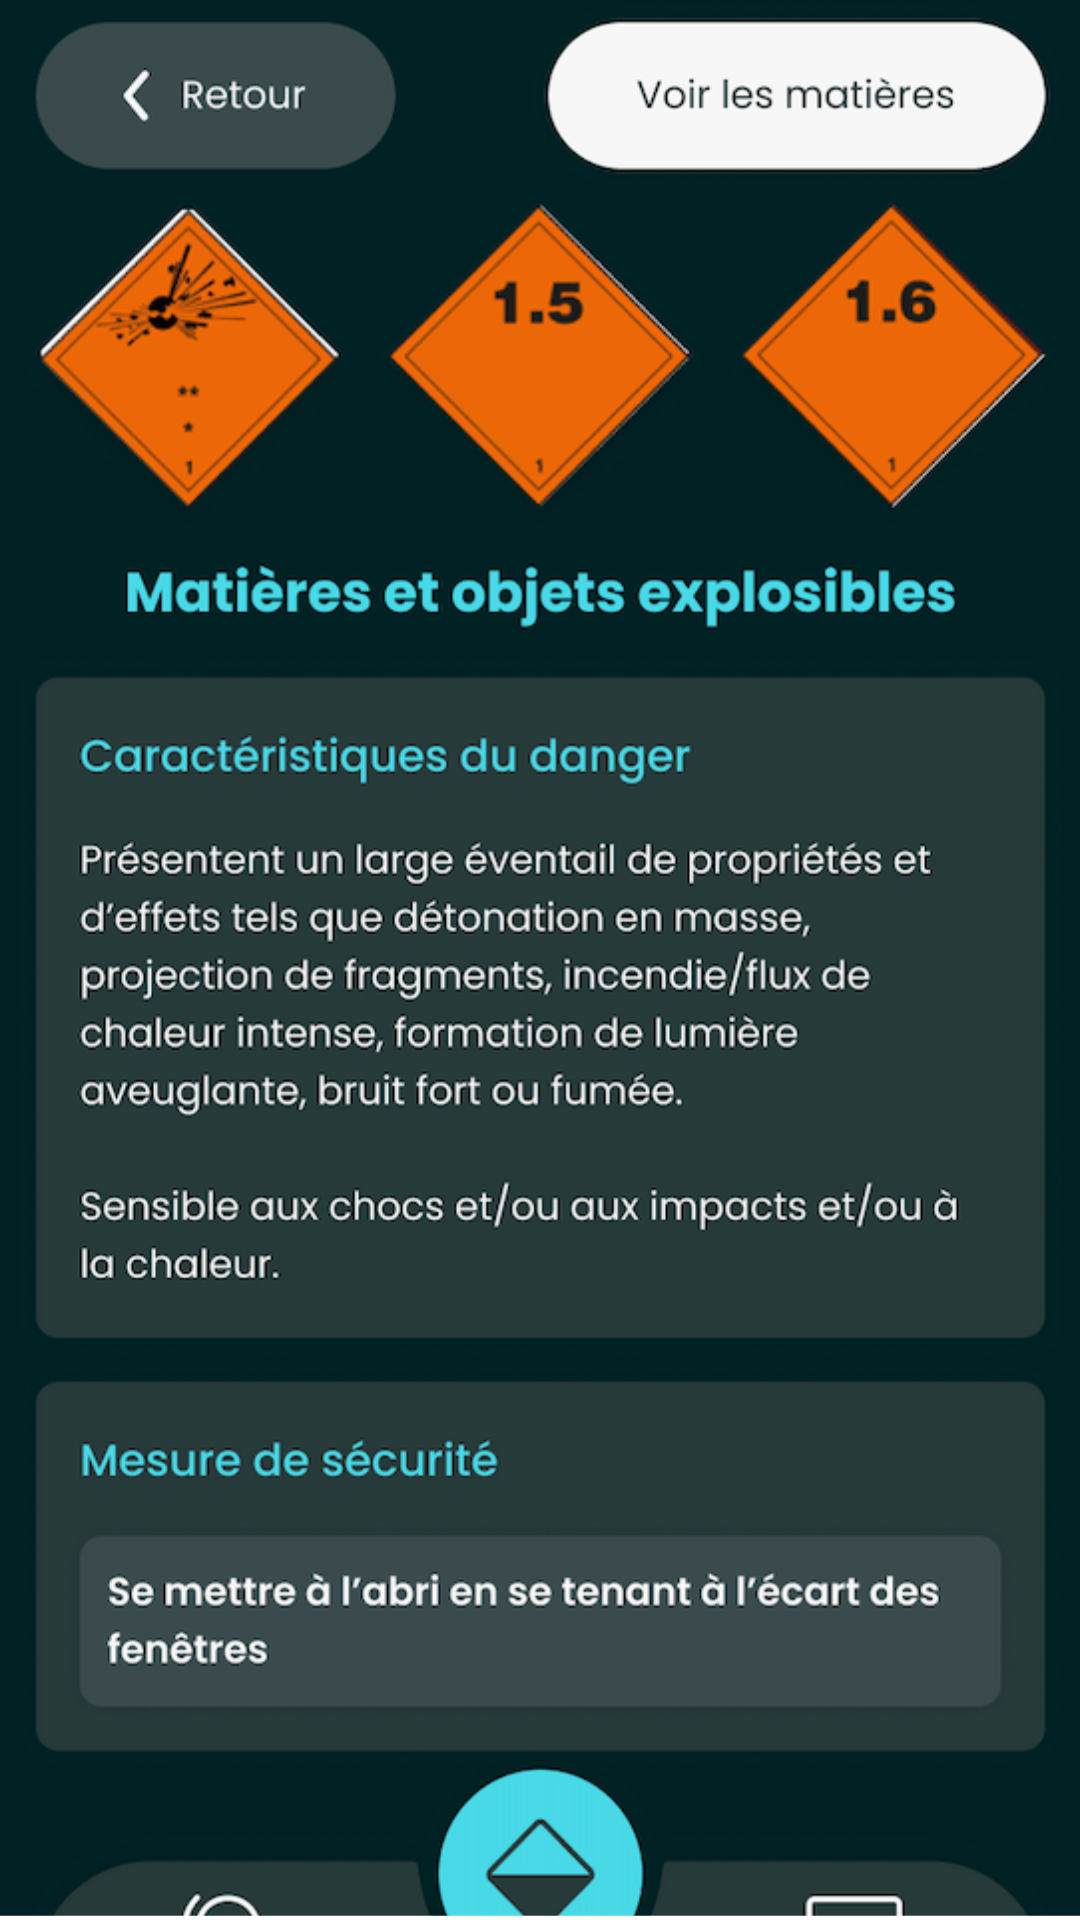 Retour
Voir les matières
**
*
1
1.5
1
1.6
1
Matières et objets explosibles
Caractéristiques du danger
Présentent un large éventail de propriétés et
d’effets tels que détonation en masse,
projection de fragments, incendie/flux de
chaleur intense, formation de lumière
aveuglante, bruit fort ou fumée.
Sensible aux chocs et/ou aux impacts et/ou à
la chaleur.
Mesure de sécurité
Se mettre à l’abri en se tenant à l’écart des
fenêtres